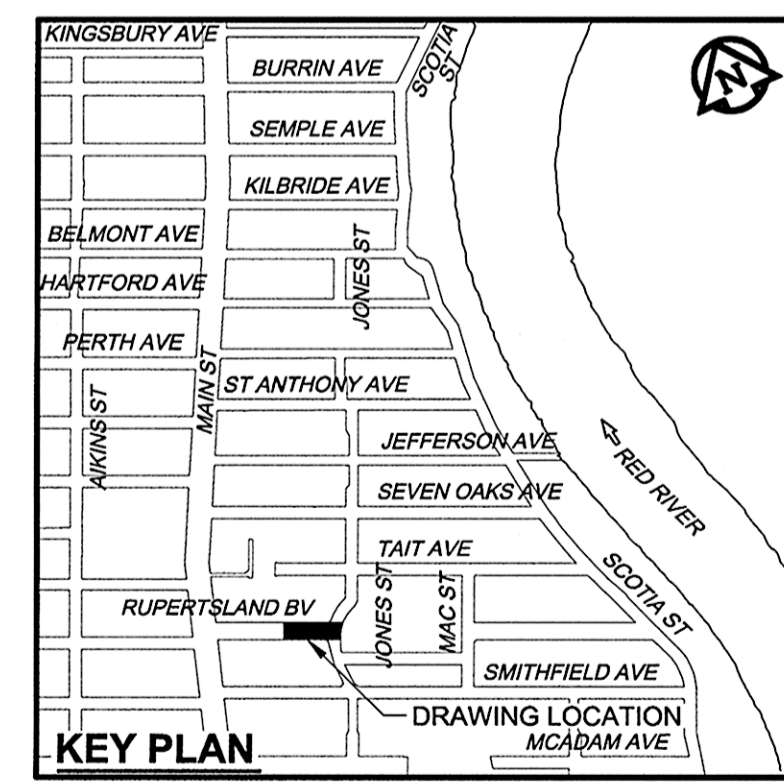 KINGSBURY AVE
BURRIN AVE
SCOTIA
ST
N
SEMPLE AVE
KILBRIDE AVE
BELMONT AVE
JONES ST
HARTFORD AVE
PERTH AVE
MAIN ST
ST ANTHONY AVE
AIKINS ST
JEFFERSON AVE
RED RIVER
SEVEN OAKS AVE
TAIT AVE
SCOTIA ST
RUPERTSLAND BV
JONES ST
MAC ST
SMITHFIELD AVE
DRAWING LOCATION
MCADAM AVE
KEY PLAN